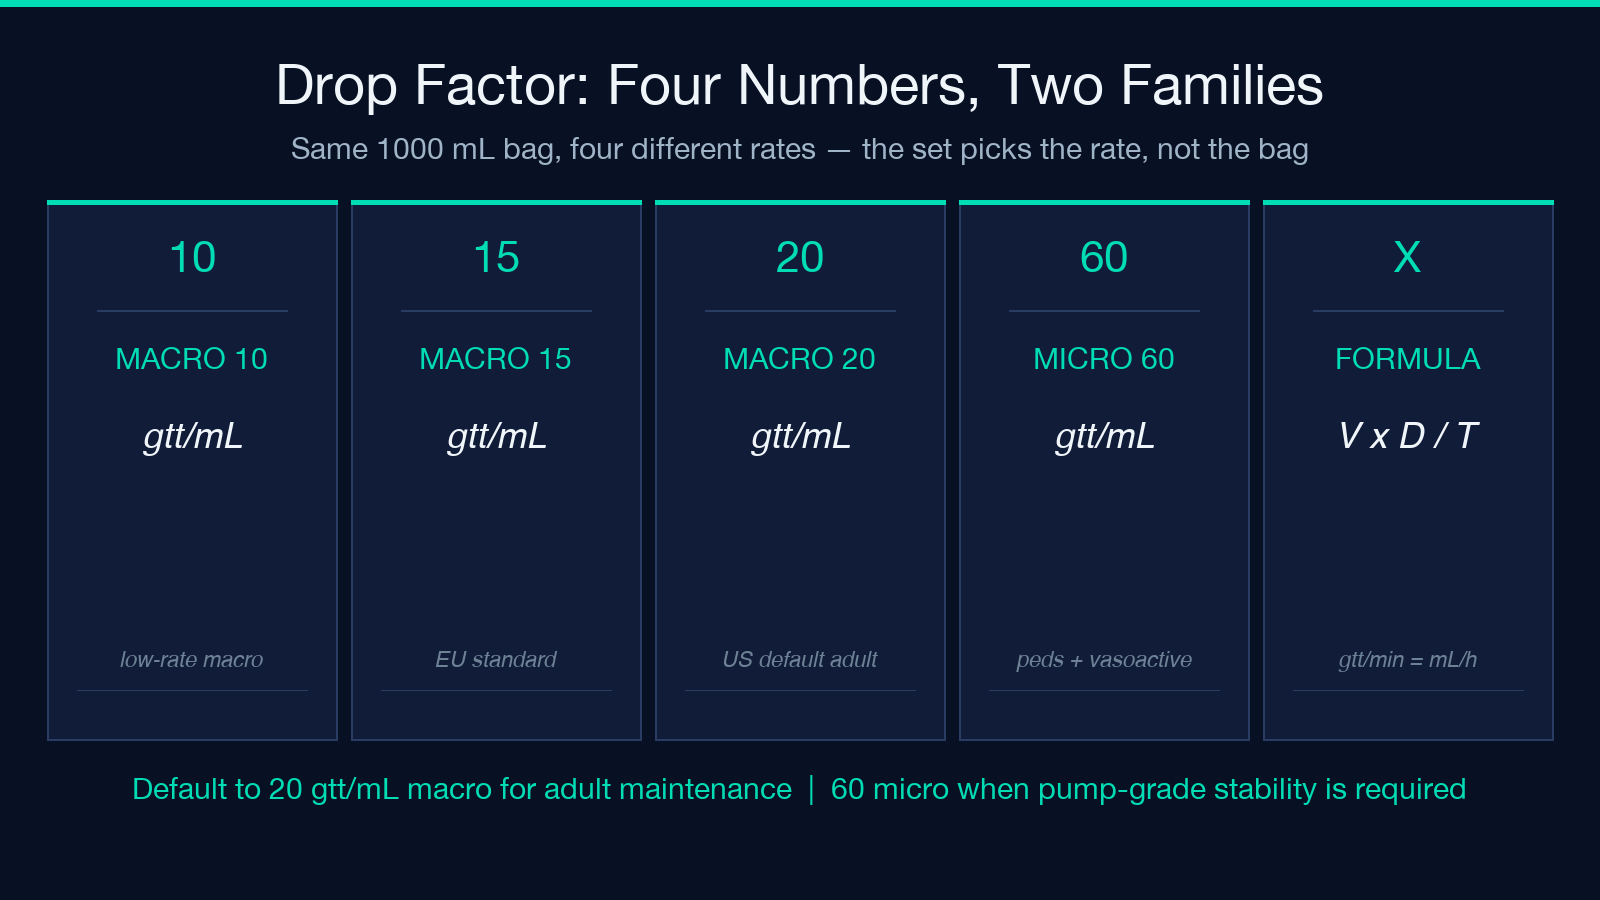 Drop Factor: Four Numbers, Two Families
Same 1000 mL bag, four different rates — the set picks the rate, not the bag
10
MACRO 10
gtt/mL
low-rate macro
15
MACRO 15
gtt/mL
EU standard
20
MACRO 20
gtt/mL
US default adult
60
MICRO 60
gtt/mL
peds + vasoactive
X
FORMULA
V x D / T
gtt/min = mL/h
Default to 20 gtt/mL macro for adult maintenance | 60 micro when pump-grade stability is required